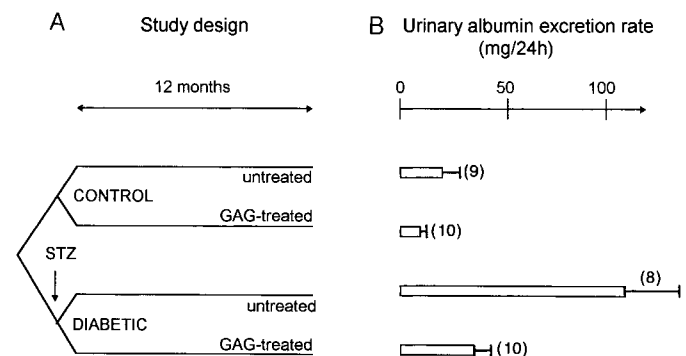 A Study design
12 months
untreated
CONTROL
GAG-treated
STZ
untreated
DIABETIC
GAG-treated
B Urinary albumin excretion rate
(mg/24h)
0 50 100
(9)
(10)
(8)
(10)